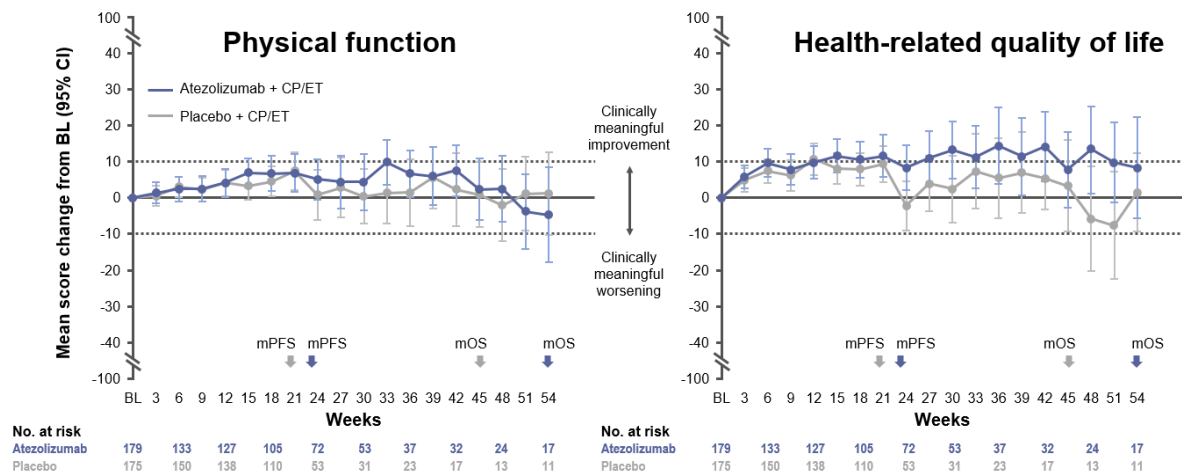 Physical function
Mean score change from BL (95% CI)
100
40
30
20
10
0
-10
-20
-30
-40
-100
Atezolizumab + CP/ET
Placebo + CP/ET
mPFS mPFS mOS mOS
BL 3 6 9 12 15 18 21 24 27 30 33 36 39 42 45 48 51 54
Weeks
No. at risk
Atezolizumab 179 133 127 105 72 53 37 32 24 17
Placebo 175 150 138 110 53 31 23 17 13 11
Clinically
meaningful
improvement
Clinically
meaningful
worsening
Health-related quality of life
100
40
30
20
10
0
-10
-20
-30
-40
-100
mPFS mPFS mOS mOS
BL 3 6 9 12 15 18 21 24 27 30 33 36 39 42 45 48 51 54
Weeks
No. at risk
Atezolizumab 179 133 127 105 72 53 37 32 24 17
Placebo 175 150 138 110 53 31 23 17 13 11